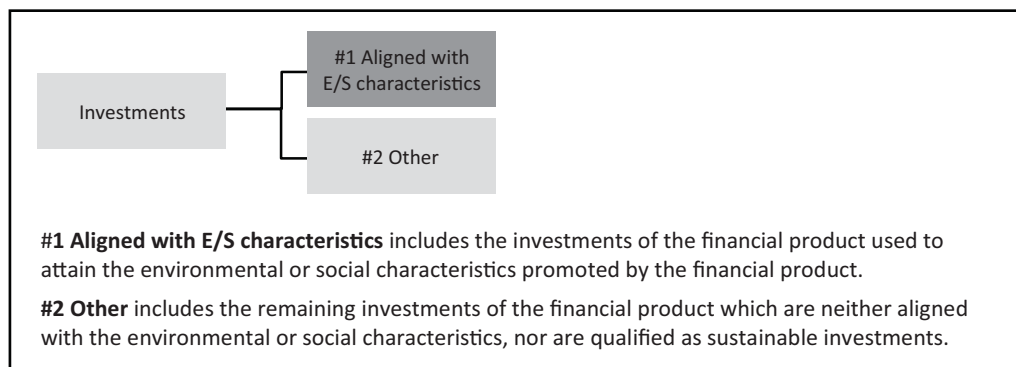 #1 Aligned with
E/S characteristics
Investments
#2 Other
#1 Aligned with E/S characteristics includes the investments of the financial product used to
attain the environmental or social characteristics promoted by the financial product.
#2 Other includes the remaining investments of the financial product which are neither aligned
with the environmental or social characteristics, nor are qualified as sustainable investments.